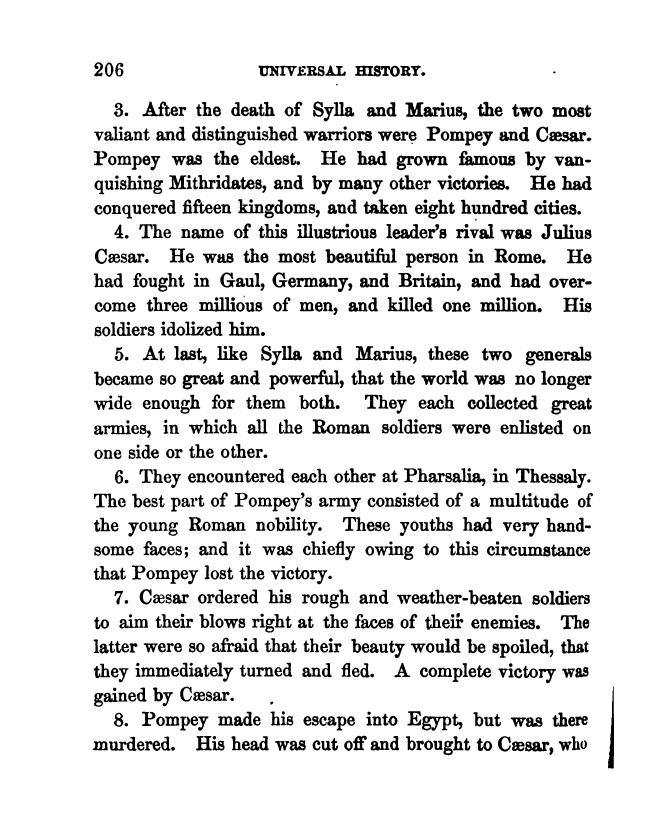 206 UNIVERSAL HISTORY.
3. After the death of Sylla and Marius, the two most
valiant and distinguished warriors were Pompey and Cæsar.
Pompey was the eldest. He had grown famous by van-
quishing Mithridates, and by many other victories. He had
conquered fifteen kingdoms, and taken eight hundred cities.
4. The name of this illustrious leader's rival was Julius
Cæsar. He was the most beautiful person in Rome. He
had fought in Gaul, Germany, and Britain, and had over-
come three millious of men, and killed one million. His
soldiers idolized him.
5. At last, like Sylla and Marius, these two generals
became so great and powerful, that the world was no longer
wide enough for them both. They each collected great
armies, in which all the Roman soldiers were enlisted on
one side or the other.
6. They encountered each other at Pharsalia, in Thessaly.
The best part of Pompey's army consisted of a multitude of
the young Roman nobility. These youths had very hand-
some faces; and it was chiefly owing to this circumstance
that Pompey lost the victory.
7. Cæsar ordered his rough and weather-beaten soldiers
to aim their blows right at the faces of their enemies. The
latter were so afraid that their beauty would be spoiled, that
they immediately turned and fled. A complete victory was
gained by Cæsar.
8. Pompey made his escape into Egypt, but was there
murdered. His head was cut off and brought to Cæsar, who